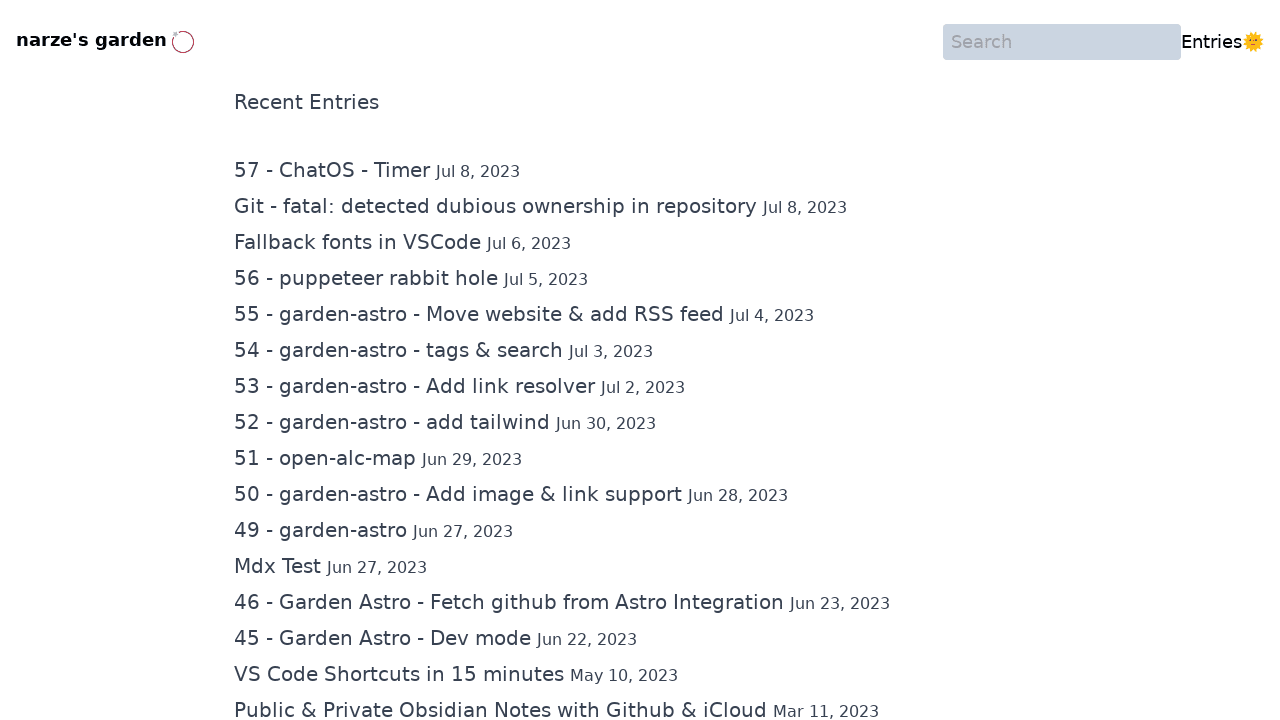 narze's garden
Search
Entries🌞
Recent Entries
57 - ChatOS - Timer Jul 8, 2023
Git - fatal: detected dubious ownership in repository Jul 8, 2023
Fallback fonts in VSCode Jul 6, 2023
56 - puppeteer rabbit hole Jul 5, 2023
55 - garden-astro - Move website & add RSS feed Jul 4, 2023
54 - garden-astro - tags & search Jul 3, 2023
53 - garden-astro - Add link resolver Jul 2, 2023
52 - garden-astro - add tailwind Jun 30, 2023
51 - open-alc-map Jun 29, 2023
50 - garden-astro - Add image & link support Jun 28, 2023
49 - garden-astro Jun 27, 2023
Mdx Test Jun 27, 2023
46 - Garden Astro - Fetch github from Astro Integration Jun 23, 2023
45 - Garden Astro - Dev mode Jun 22, 2023
VS Code Shortcuts in 15 minutes May 10, 2023
Public & Private Obsidian Notes with Github & iCloud Mar 11, 2023